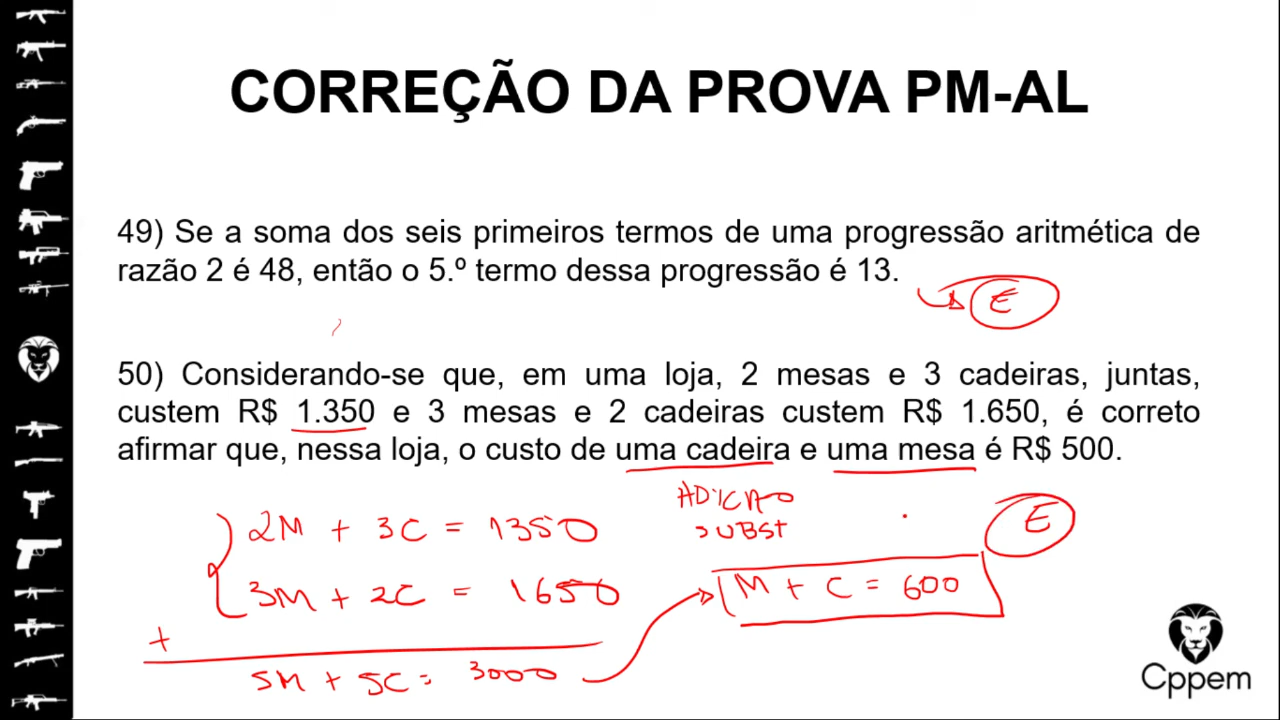 CORREÇÃO DA PROVA PM-AL
49) Se a soma dos seis primeiros termos de uma progressão aritmética de
razão 2 é 48, então o 5.º termo dessa progressão é 13.
E
50) Considerando-se que, em uma loja, 2 mesas e 3 cadeiras, juntas,
custem R$ 1.350 e 3 mesas e 2 cadeiras custem R$ 1.650, é correto
afirmar que, nessa loja, o custo de uma cadeira e uma mesa é R$ 500.
ADICAO
SUBST
E
2M + 3C = 1350
3M + 2C = 1650
M + C = 600
+
5M + 5C = 3000
Cppem